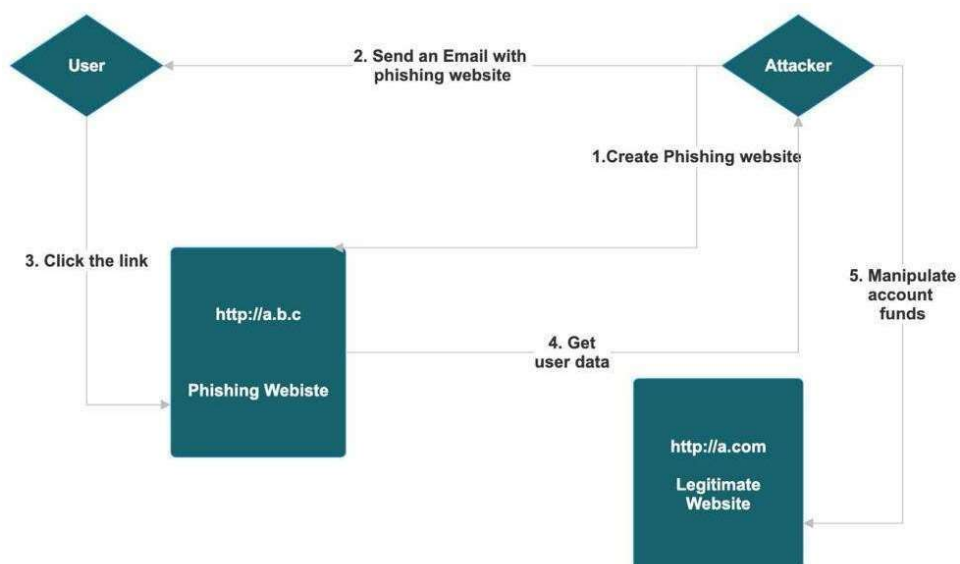 User
2. Send an Email with
phishing website
Attacker
1.Create Phishing website
3. Click the link
http://a.b.c
Phishing Webiste
4. Get
user data
5. Manipulate
account
funds
http://a.com
Legitimate
Website